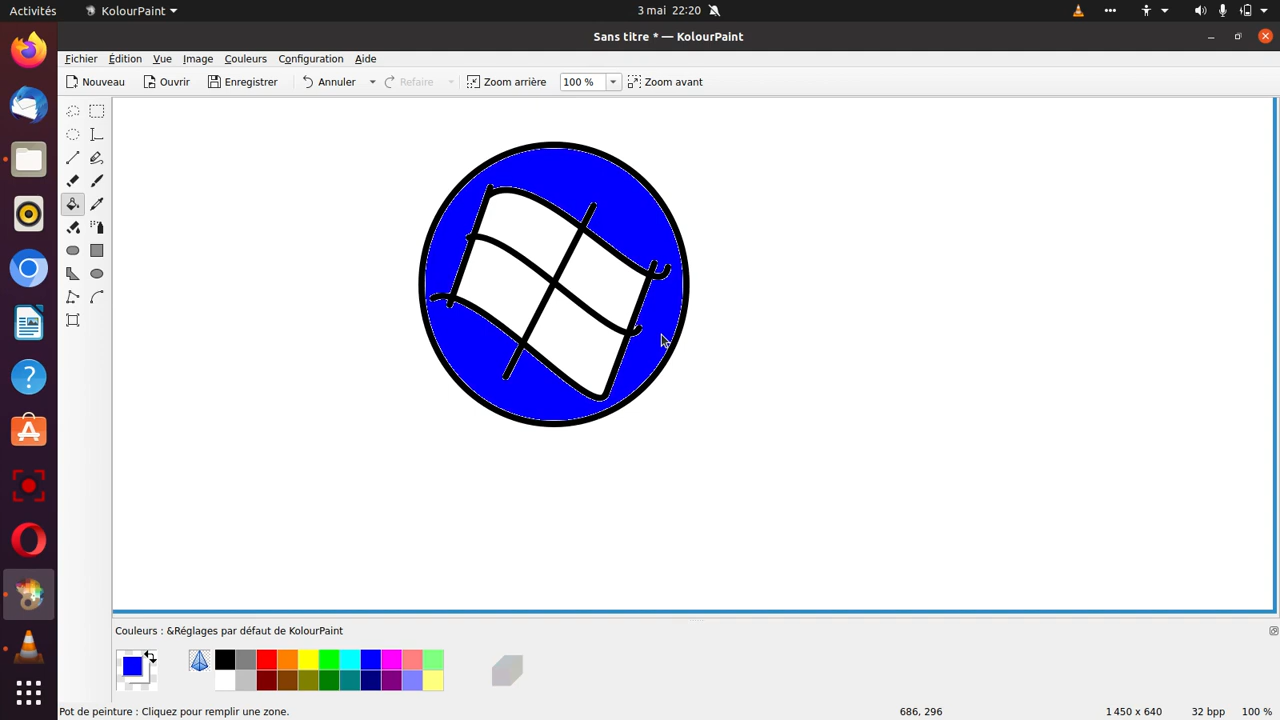 Activités
KolourPaint
3 mai 22:20
Sans titre * — KolourPaint
Fichier Édition Vue Image Couleurs Configuration Aide
Nouveau Ouvrir Enregistrer Annuler Refaire Zoom arrière 100 % Zoom avant
Couleurs : &Réglages par défaut de KolourPaint
Pot de peinture : Cliquez pour remplir une zone.
686, 296
1 450 x 640
32 bpp
100 %